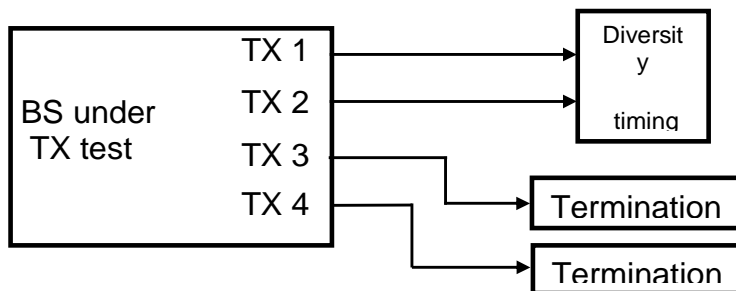 TX 1
TX 2
TX 3
TX 4
BS under
TX test
Diversit
y
timing
Termination
Termination